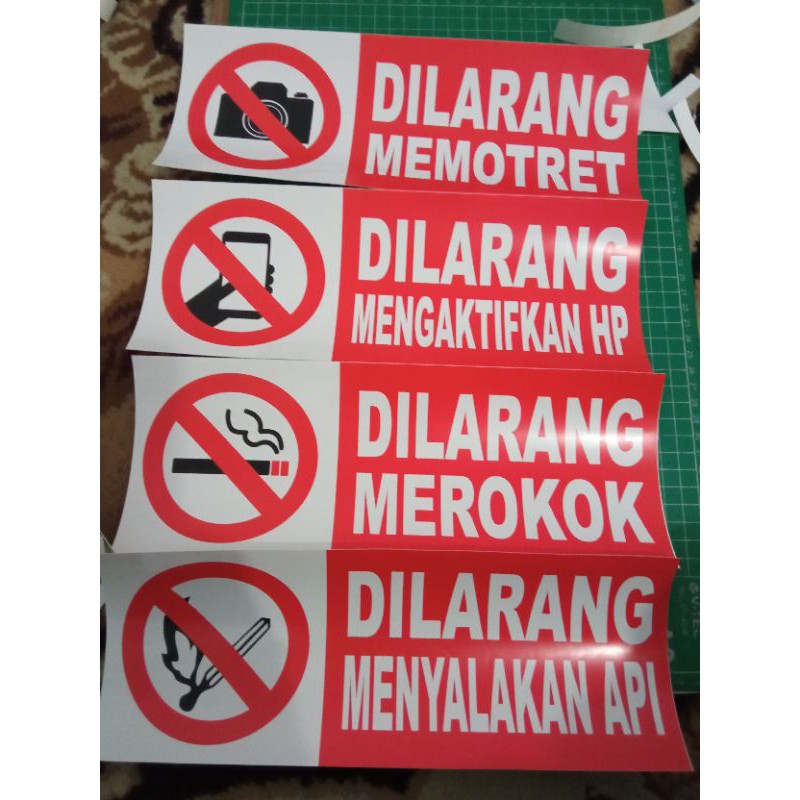 DILARANG
MEMOTRET
DILARANG
MENGAKTIFKAN HP
DILARANG
MEROKOK
DILARANG
MENYALAKAN API